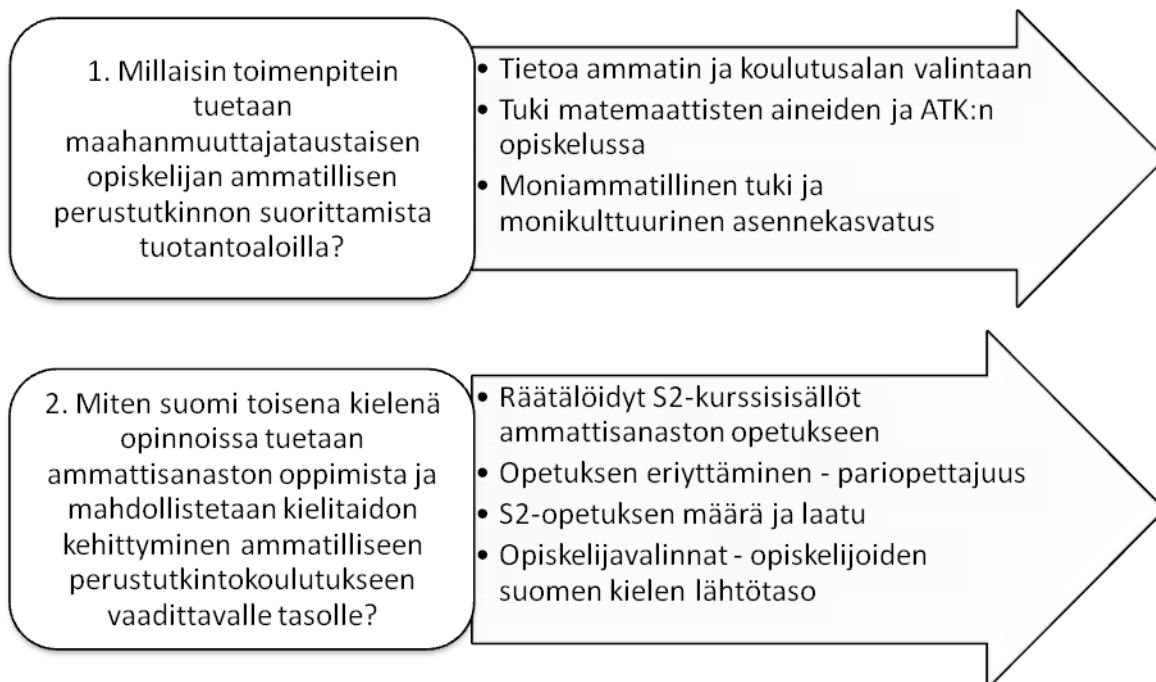 1. Millaisin toimenpitein
tuetaan
maahanmuuttajataustaisen
opiskelijan ammatillisen
perustutkinnon suorittamista
tuotantoaloilla?
• Tietoa ammatin ja koulutusalan valintaan
• Tuki matemaattisten aineiden ja ATK:n
opiskelussa
• Moniammatillinen tuki ja
monikulttuurinen asennekasvatus
2. Miten suomi toisena kielenä
opinnoissa tuetaan
ammattisanaston oppimista ja
mahdollistetaan kielitaidon
kehittyminen ammatilliseen
perustutkintokoulutukseen
vaadittavalle tasolle?
• Räätälöidyt S2-kurssisisällöt
ammattisanaston opetukseen
• Opetuksen eriyttäminen - pariopettajuus
• S2-opetuksen määrä ja laatu
• Opiskelijavalinnat - opiskelijoiden
suomen kielen lähtötaso